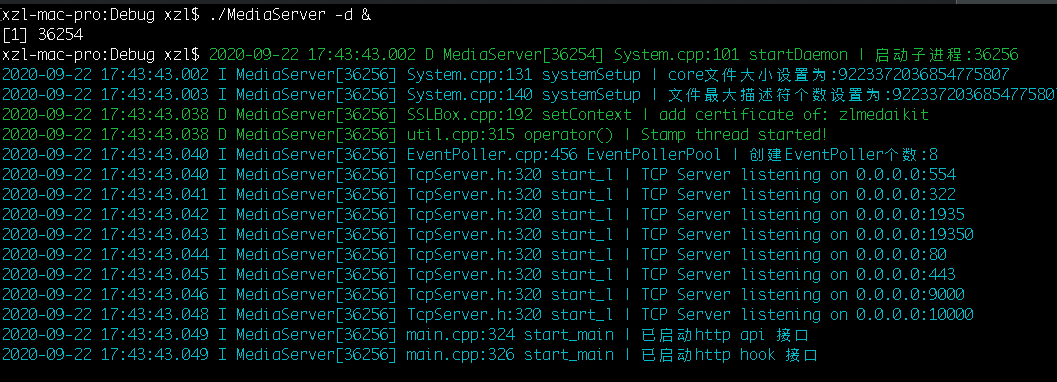 xzl-mac-pro:Debug xzl$ ./MediaServer -d &
[1] 36254
xzl-mac-pro:Debug xzl$ 2020-09-22 17:43:43.002 D MediaServer[36254] System.cpp:101 startDaemon | 启动子进程:36256
2020-09-22 17:43:43.002 I MediaServer[36256] System.cpp:131 systemSetup | core文件大小设置为:9223372036854775807
2020-09-22 17:43:43.003 I MediaServer[36256] System.cpp:140 systemSetup | 文件最大描述符个数设置为:922337203685477580
2020-09-22 17:43:43.038 D MediaServer[36256] SSLBox.cpp:192 setContext | add certificate of: zlmedaikit
2020-09-22 17:43:43.038 D MediaServer[36256] util.cpp:315 operator() | Stamp thread started!
2020-09-22 17:43:43.040 I MediaServer[36256] EventPoller.cpp:456 EventPollerPool | 创建EventPoller个数:8
2020-09-22 17:43:43.040 I MediaServer[36256] TcpServer.h:320 start_l | TCP Server listening on 0.0.0.0:554
2020-09-22 17:43:43.041 I MediaServer[36256] TcpServer.h:320 start_l | TCP Server listening on 0.0.0.0:322
2020-09-22 17:43:43.042 I MediaServer[36256] TcpServer.h:320 start_l | TCP Server listening on 0.0.0.0:1935
2020-09-22 17:43:43.043 I MediaServer[36256] TcpServer.h:320 start_l | TCP Server listening on 0.0.0.0:19350
2020-09-22 17:43:43.044 I MediaServer[36256] TcpServer.h:320 start_l | TCP Server listening on 0.0.0.0:80
2020-09-22 17:43:43.045 I MediaServer[36256] TcpServer.h:320 start_l | TCP Server listening on 0.0.0.0:443
2020-09-22 17:43:43.046 I MediaServer[36256] TcpServer.h:320 start_l | TCP Server listening on 0.0.0.0:9000
2020-09-22 17:43:43.048 I MediaServer[36256] TcpServer.h:320 start_l | TCP Server listening on 0.0.0.0:10000
2020-09-22 17:43:43.049 I MediaServer[36256] main.cpp:324 start_main | 已启动http api 接口
2020-09-22 17:43:43.049 I MediaServer[36256] main.cpp:326 start_main | 已启动http hook 接口